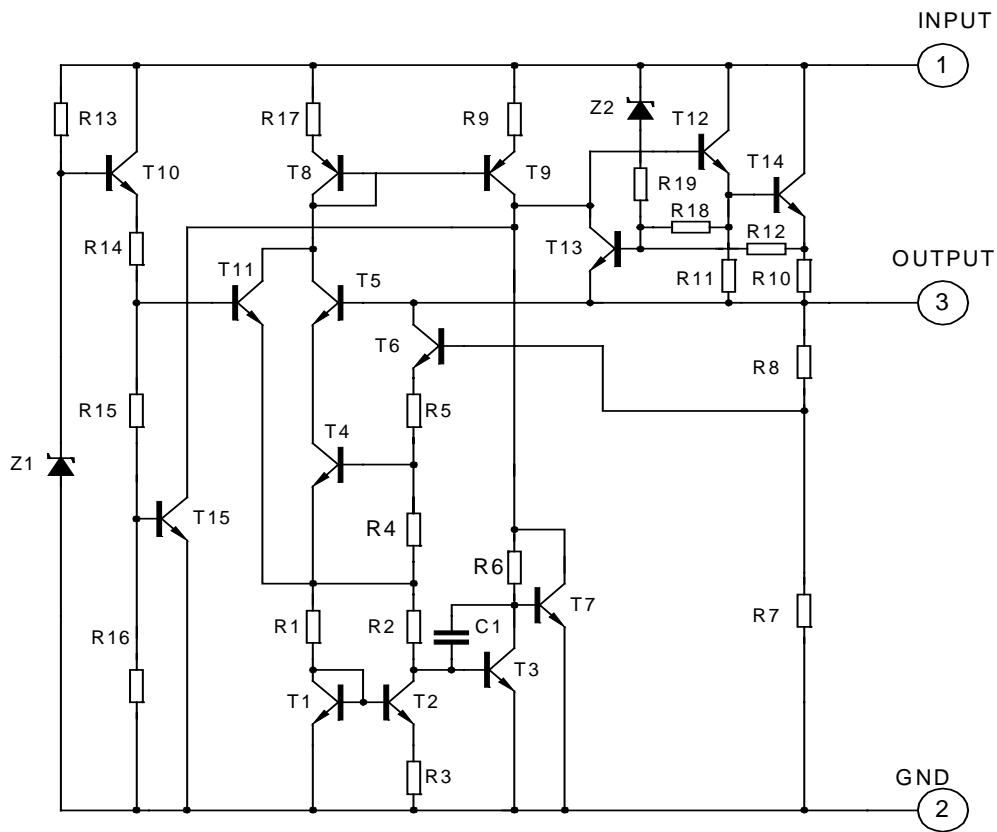 INPUT
1
R13
R17
R9
Z2
T12
T10
T8
T9
T14
R19
R18
R14
T13
R12
OUTPUT
T11
T5
R11
R10
3
T6
R8
R15
R5
T4
Z1
T15
R4
R6
T7
R7
R1
R2
C1
R16
T3
T1
T2
R3
GND
2